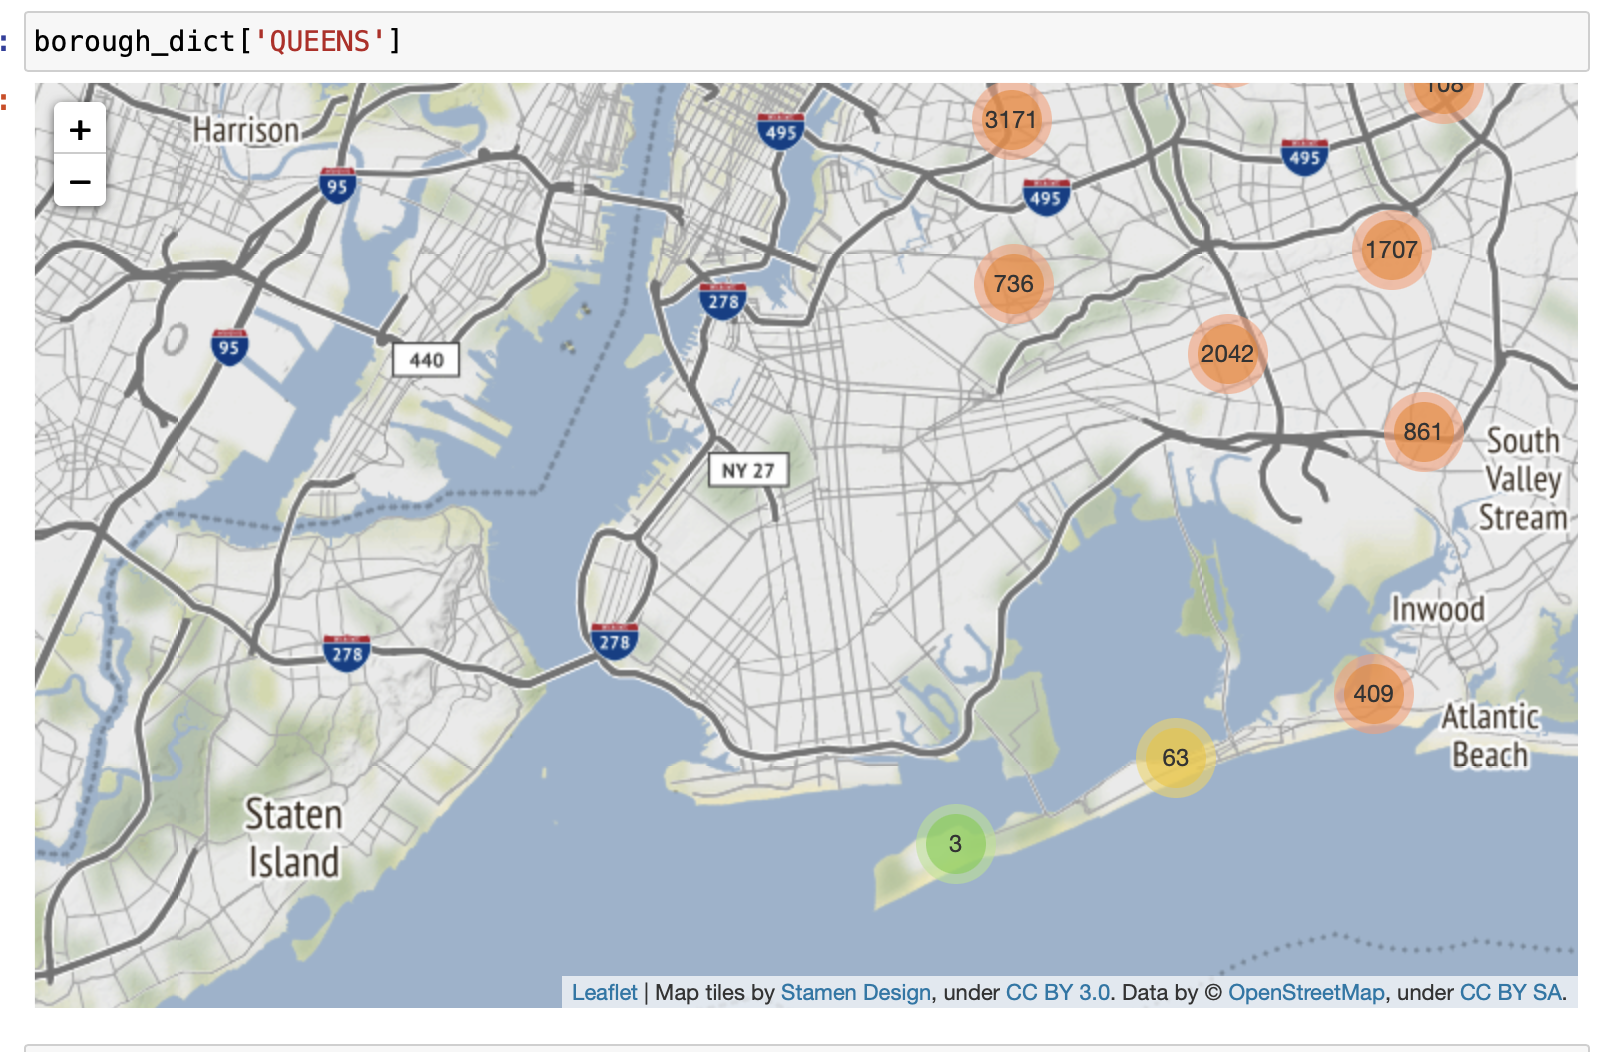 : borough_dict['QUEENS']
:
+
−
Harrison
495
3171
108
95
495
495
1707
736
278
95
440
2042
861
South
Valley
Stream
NY 27
Inwood
278
278
409
Atlantic
Beach
63
Staten
Island
3
Leaflet | Map tiles by Stamen Design, under CC BY 3.0. Data by © OpenStreetMap, under CC BY SA.